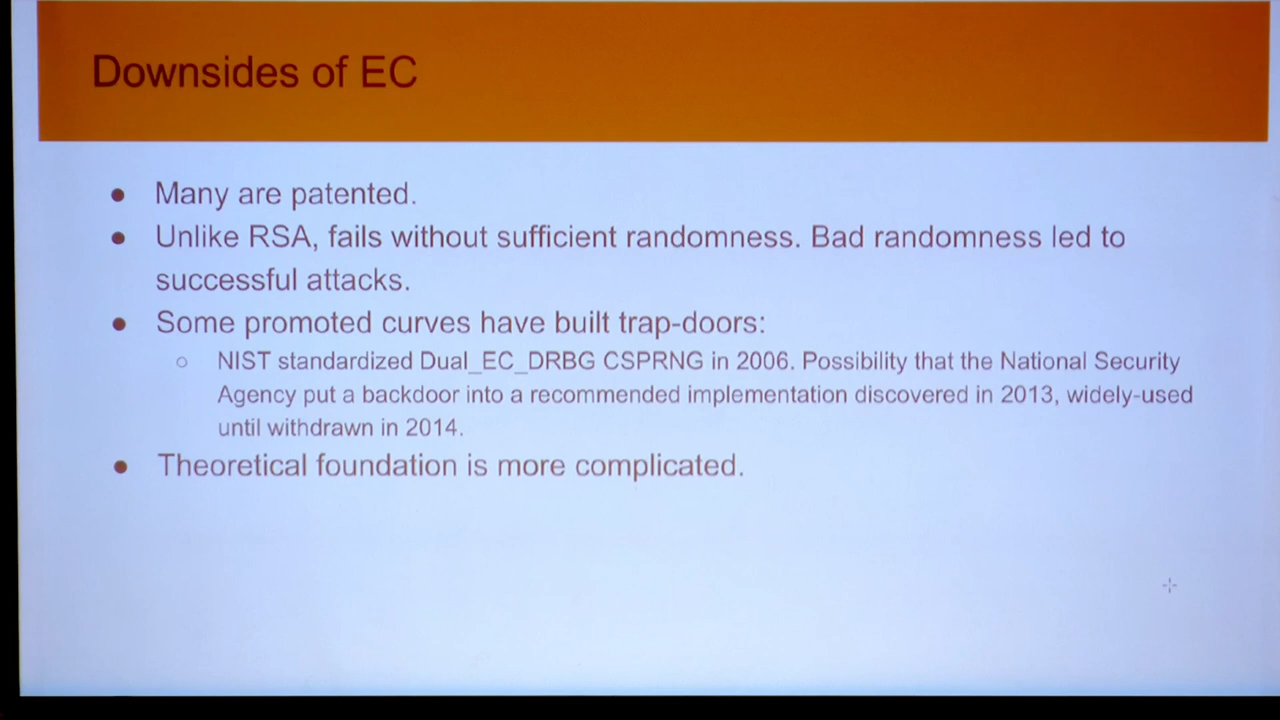 Downsides of EC
● Many are patented.
● Unlike RSA, fails without sufficient randomness. Bad randomness led to
successful attacks.
● Some promoted curves have built trap-doors:
○ NIST standardized Dual_EC_DRBG CSPRNG in 2006. Possibility that the National Security
Agency put a backdoor into a recommended implementation discovered in 2013, widely-used
until withdrawn in 2014.
● Theoretical foundation is more complicated.